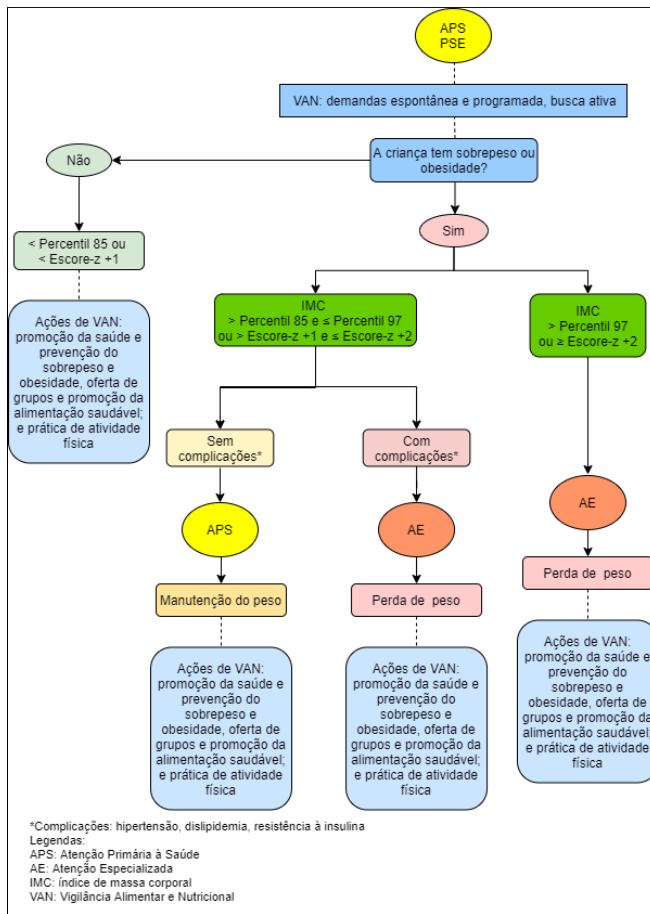 APS
PSE
VAN: demandas espontânea e programada, busca ativa
A criança tem sobrepeso ou
obesidade?
Não
Sim
< Percentil 85 ou
< Escore-z +1
Ações de VAN:
promoção da saúde e
prevenção do
sobrepeso e
obesidade, oferta de
grupos e promoção da
alimentação saudável;
e prática de atividade
física
IMC
> Percentil 85 e ≤ Percentil 97
ou > Escore-z +1 e ≤ Escore-z +2
IMC
> Percentil 97
ou ≥ Escore-z +2
Sem
complicações*
Com
complicações*
APS
AE
AE
Manutenção do peso
Perda de peso
Perda de peso
Ações de VAN:
promoção da saúde e
prevenção do
sobrepeso e
obesidade, oferta de
grupos e promoção da
alimentação saudável;
e prática de atividade
física
Ações de VAN:
promoção da saúde e
prevenção do
sobrepeso e
obesidade, oferta de
grupos e promoção da
alimentação saudável;
e prática de atividade
física
Ações de VAN:
promoção da saúde e
prevenção do
sobrepeso e
obesidade, oferta de
grupos e promoção da
alimentação saudável;
e prática de atividade
física
*Complicações: hipertensão, dislipidemia, resistência à insulina
Legendas:
APS: Atenção Primária à Saúde
AE: Atenção Especializada
IMC: índice de massa corporal
VAN: Vigilância Alimentar e Nutricional